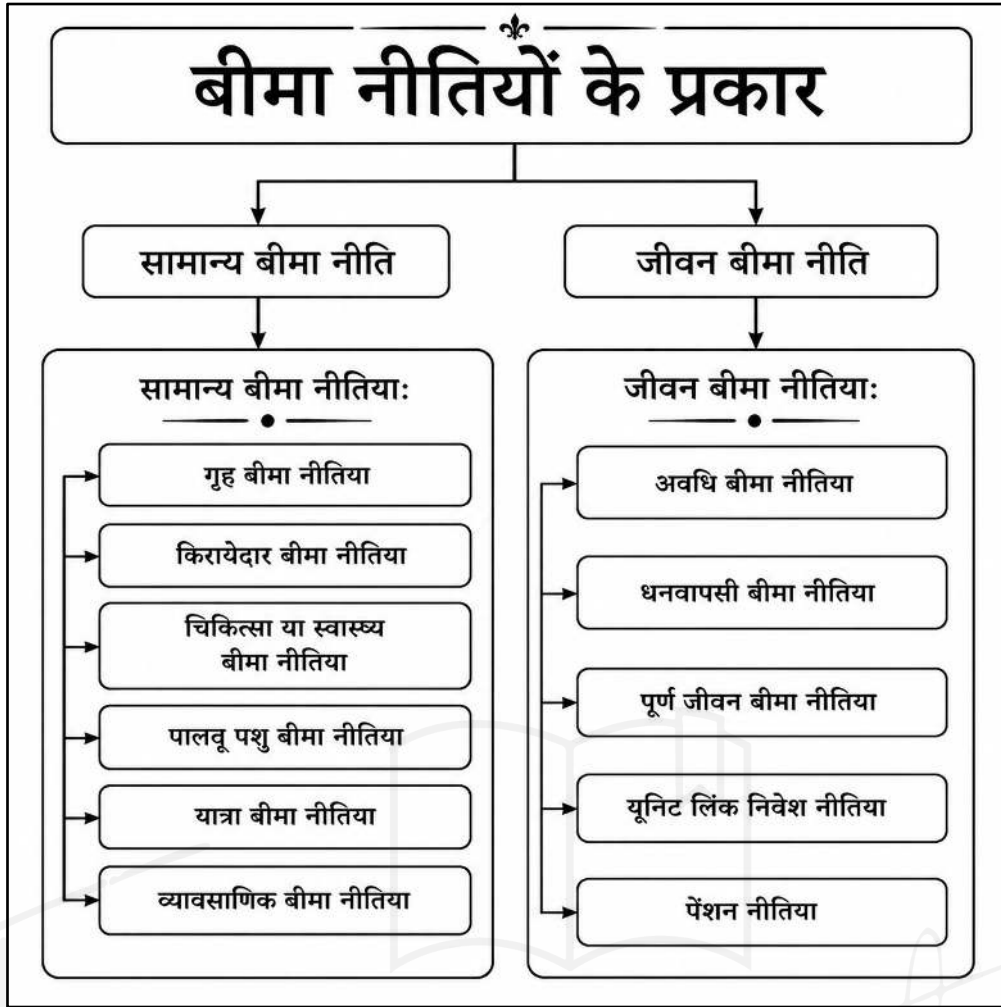 बीमा नीतियों के प्रकार
सामान्य बीमा नीति
जीवन बीमा नीति
सामान्य बीमा नीतिया:
गृह बीमा नीतिया
किरायेदार बीमा नीतिया
चिकित्सा या स्वास्ष्य
बीमा नीतिया
पालवू पशु बीमा नीतिया
यात्रा बीमा नीतिया
व्यावसाणिक बीमा नीतिया
जीवन बीमा नीतिया:
अवधि बीमा नीतिया
धनवापसी बीमा नीतिया
पूर्ण जीवन बीमा नीतिया
यूनिट लिंक निवेश नीतिया
पेंशन नीतिया